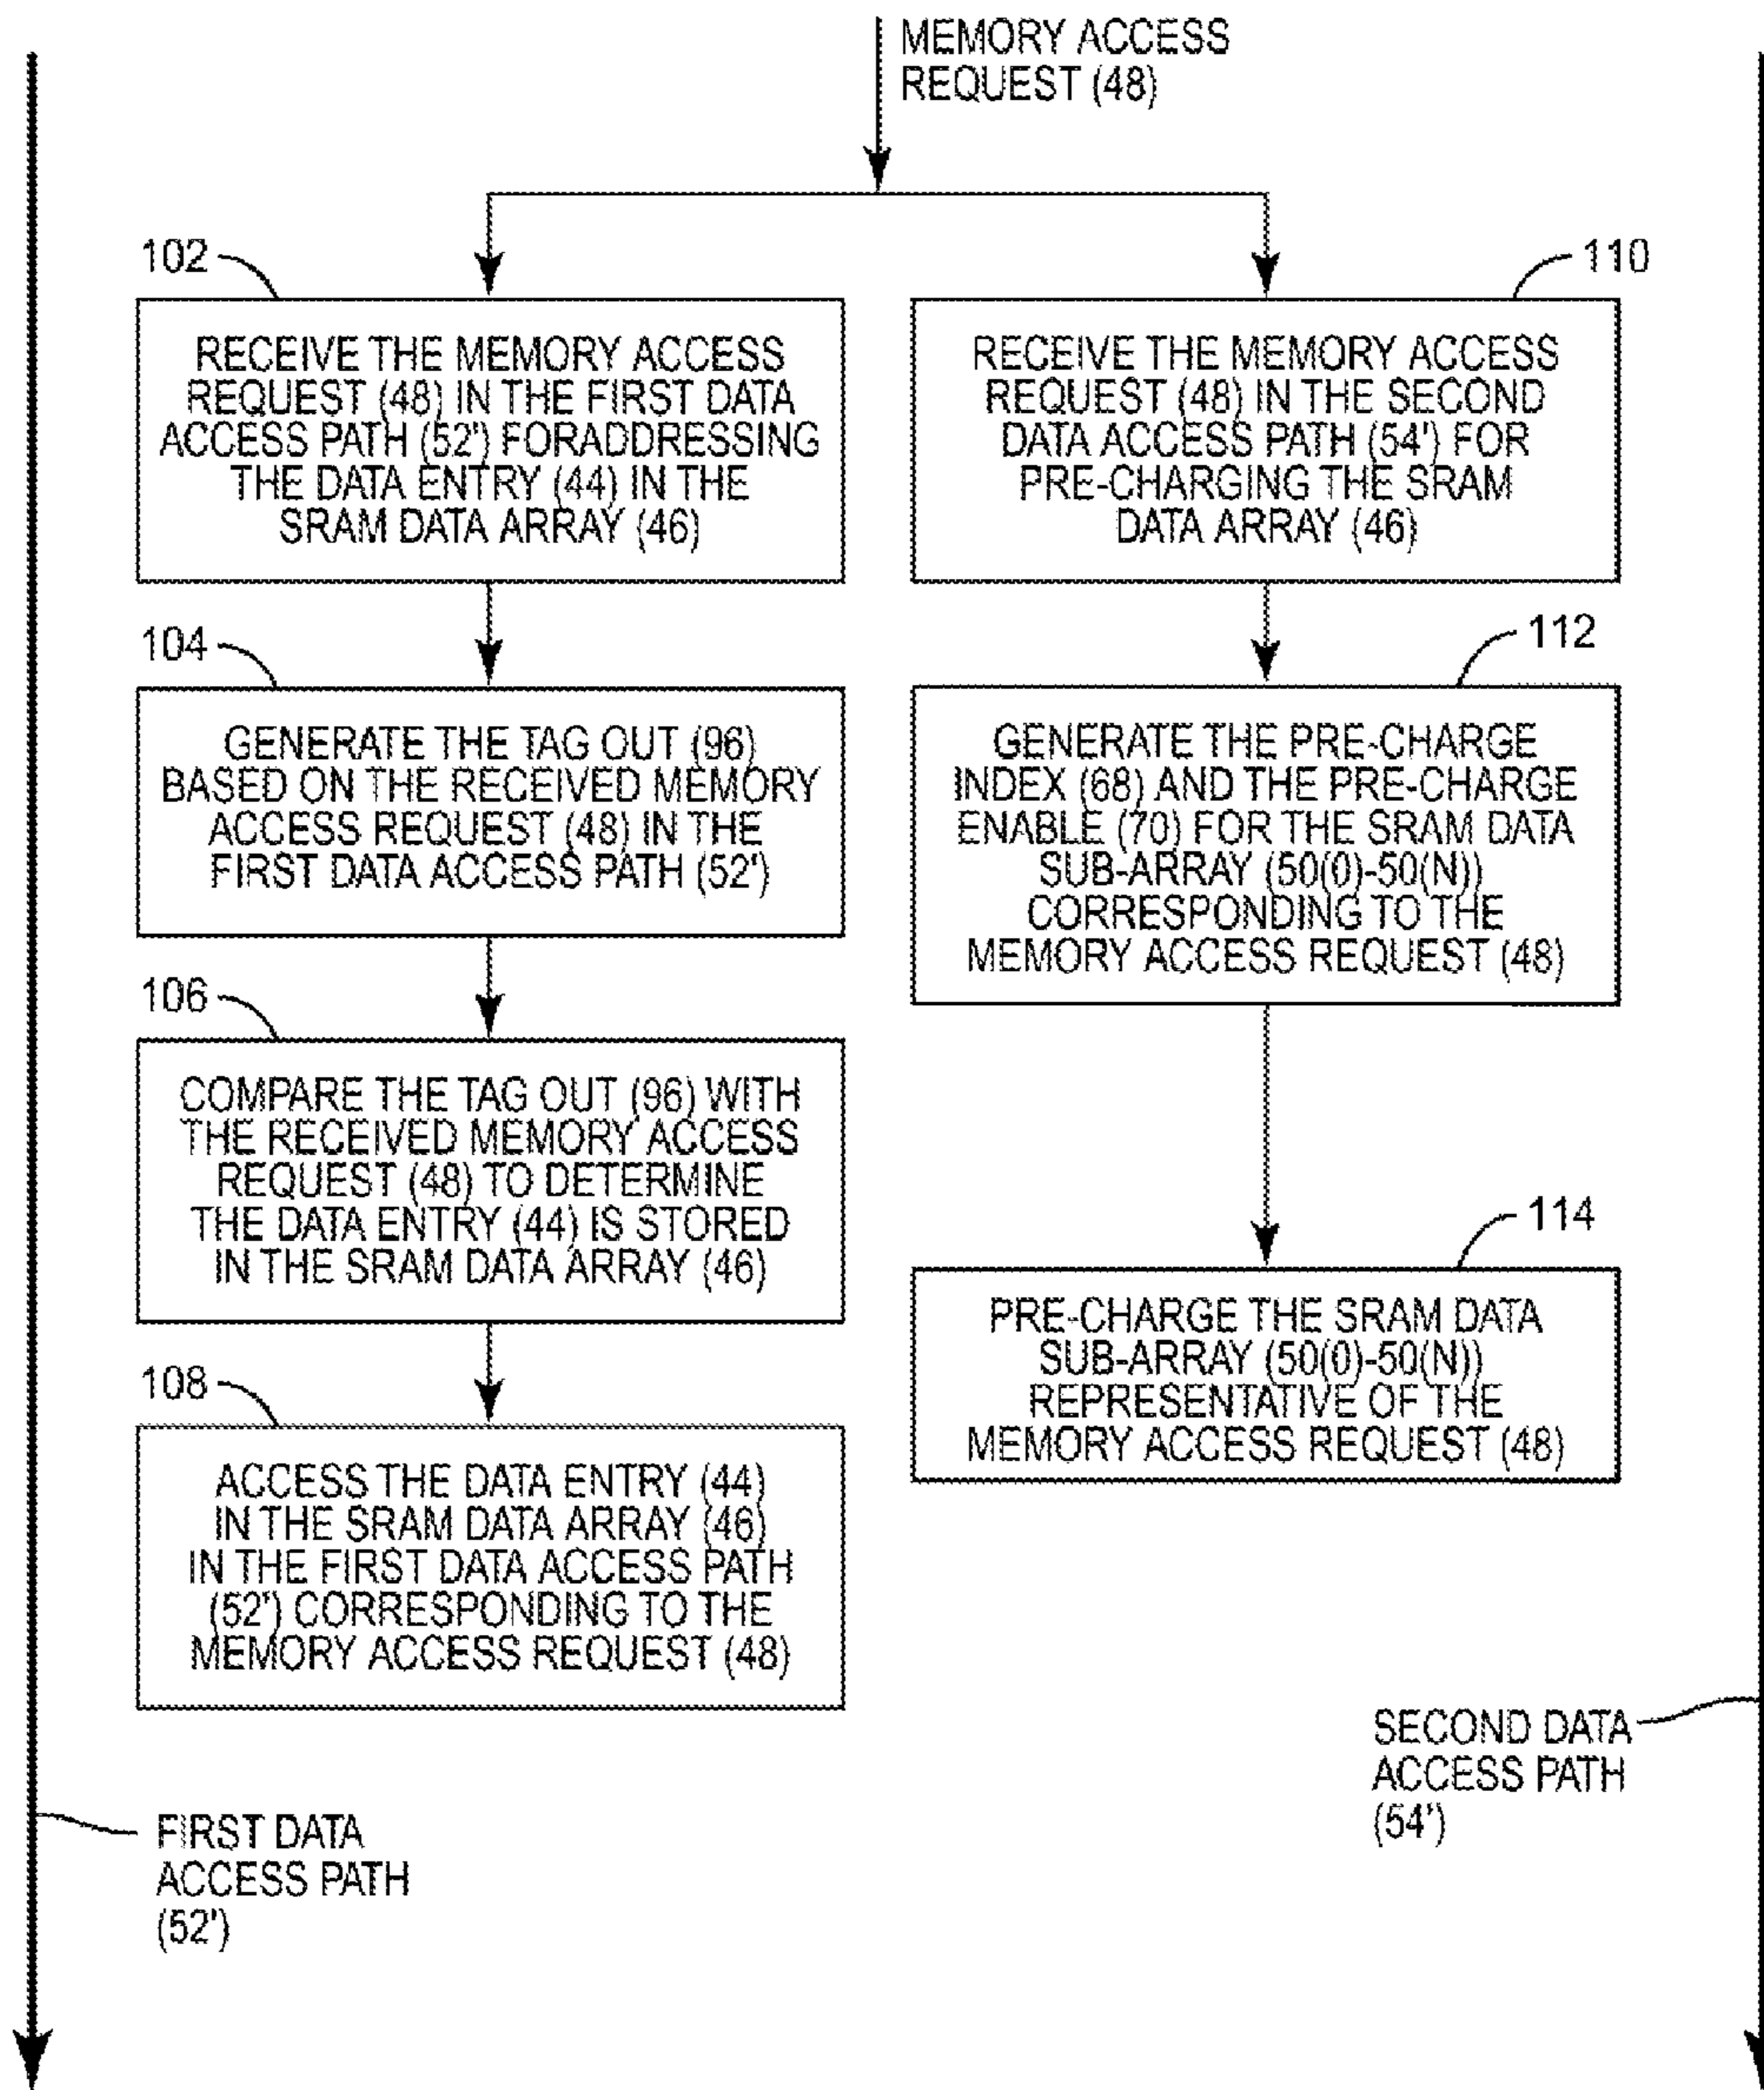 MEMORY ACCESS
REQUEST (48)
102
RECEIVE THE MEMORY ACCESS
REQUEST (48) IN THE FIRST DATA
ACCESS PATH (52') FORADDRESSING
THE DATA ENTRY (44) IN THE
SRAM DATA ARRAY (46)
104
GENERATE THE TAG OUT (96)
BASED ON THE RECEIVED MEMORY
ACCESS REQUEST (48) IN THE
FIRST DATA ACCESS PATH (52')
106
COMPARE THE TAG OUT (96) WITH
THE RECEIVED MEMORY ACCESS
REQUEST (48) TO DETERMINE
THE DATA ENTRY (44) IS STORED
IN THE SRAM DATA ARRAY (46)
108
ACCESS THE DATA ENTRY (44)
IN THE SRAM DATA ARRAY (46)
IN THE FIRST DATA ACCESS PATH
(52') CORRESPONDING TO THE
MEMORY ACCESS REQUEST (48)
FIRST DATA
ACCESS PATH
(52')
110
RECEIVE THE MEMORY ACCESS
REQUEST (48) IN THE SECOND
DATA ACCESS PATH (54') FOR
PRE-CHARGING THE SRAM
DATA ARRAY (46)
112
GENERATE THE PRE-CHARGE
INDEX (68) AND THE PRE-CHARGE
ENABLE (70) FOR THE SRAM DATA
SUB-ARRAY (50(0)-50(N))
CORRESPONDING TO THE
MEMORY ACCESS REQUEST (48)
114
PRE-CHARGE THE SRAM DATA
SUB-ARRAY (50(0)-50(N))
REPRESENTATIVE OF THE
MEMORY ACCESS REQUEST (48)
SECOND DATA
ACCESS PATH
(54')